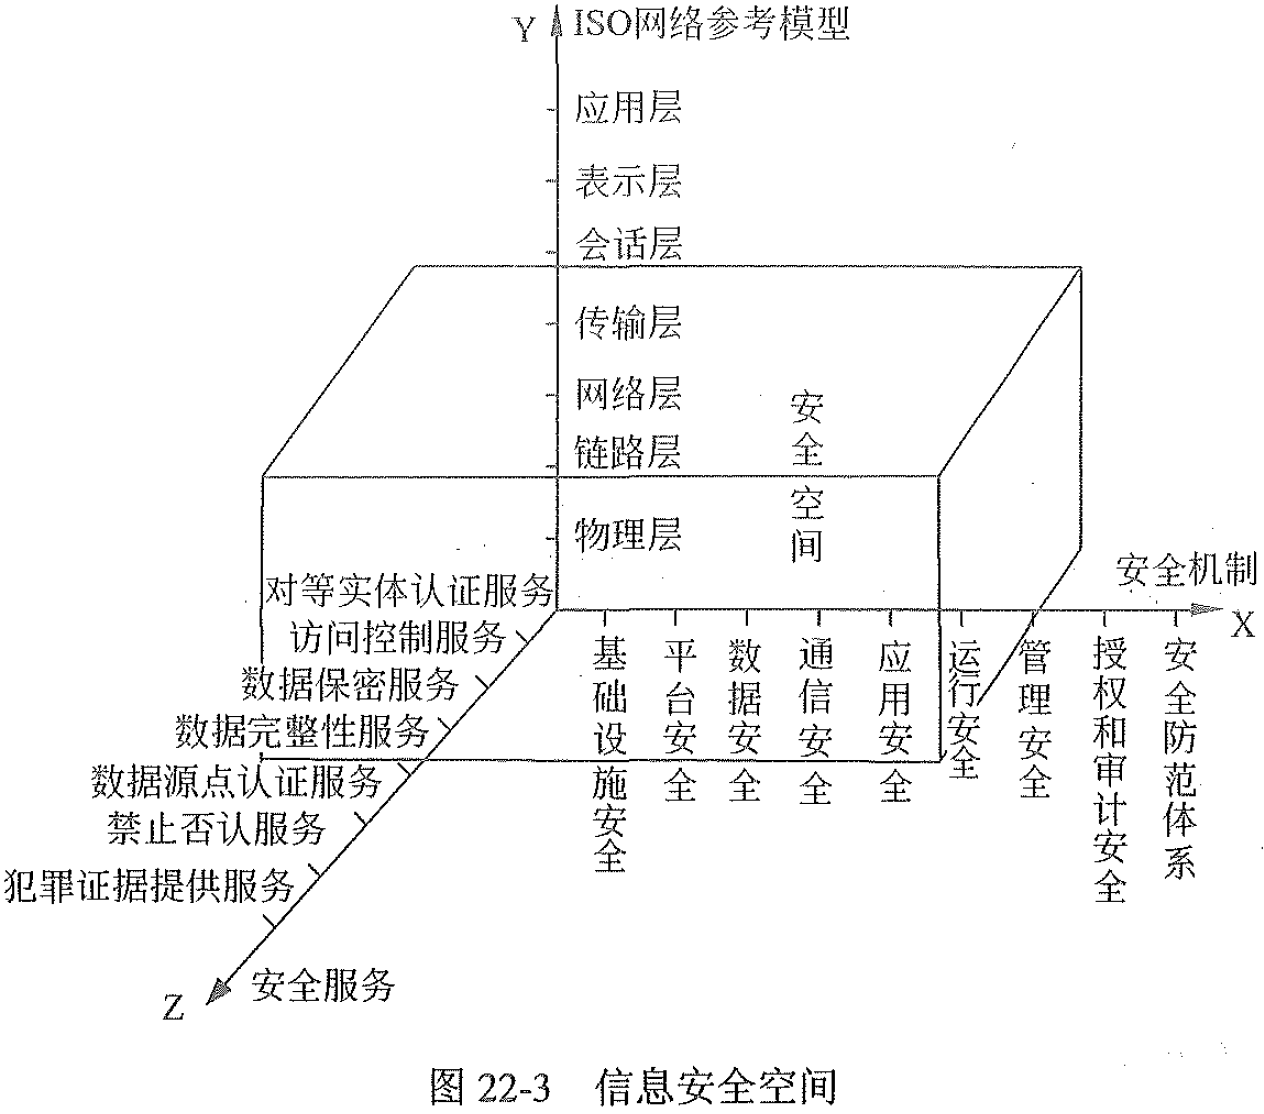 Y
ISO网络参考模型
应用层
表示层
会话层
传输层
网络层
链路层
物理层
安全空间
对等实体认证服务
访问控制服务
数据保密服务
数据完整性服务
数据源点认证服务
禁止否认服务
犯罪证据提供服务
Z
安全服务
安全机制
X
基础设施安全
平台安全
数据安全
通信安全
应用安全
运行安全
管理安全
授权和审计安全
安全防范体系
图 22-3 信息安全空间